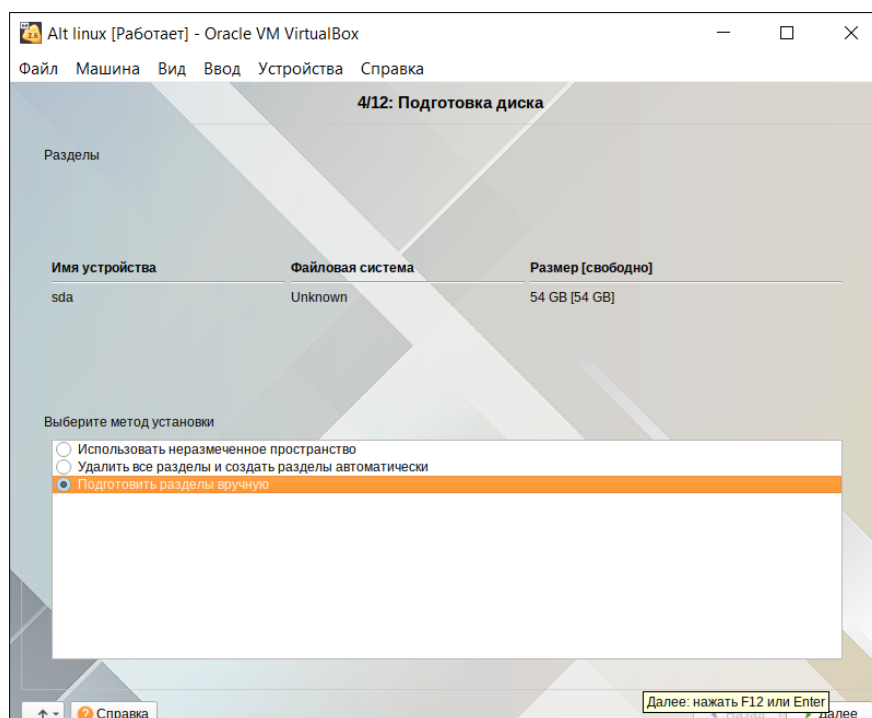 Alt linux [Работает] - Oracle VM VirtualBox
Файл Машина Вид Ввод Устройства Справка
4/12: Подготовка диска
Разделы
Имя устройства Файловая система Размер [свободно]
sda Unknown 54 GB [54 GB]
Выберите метод установки
Использовать неразмеченное пространство
Удалить все разделы и создать разделы автоматически
Подготовить разделы вручную
Далее: нажать F12 или Enter
Справка Назад Далее